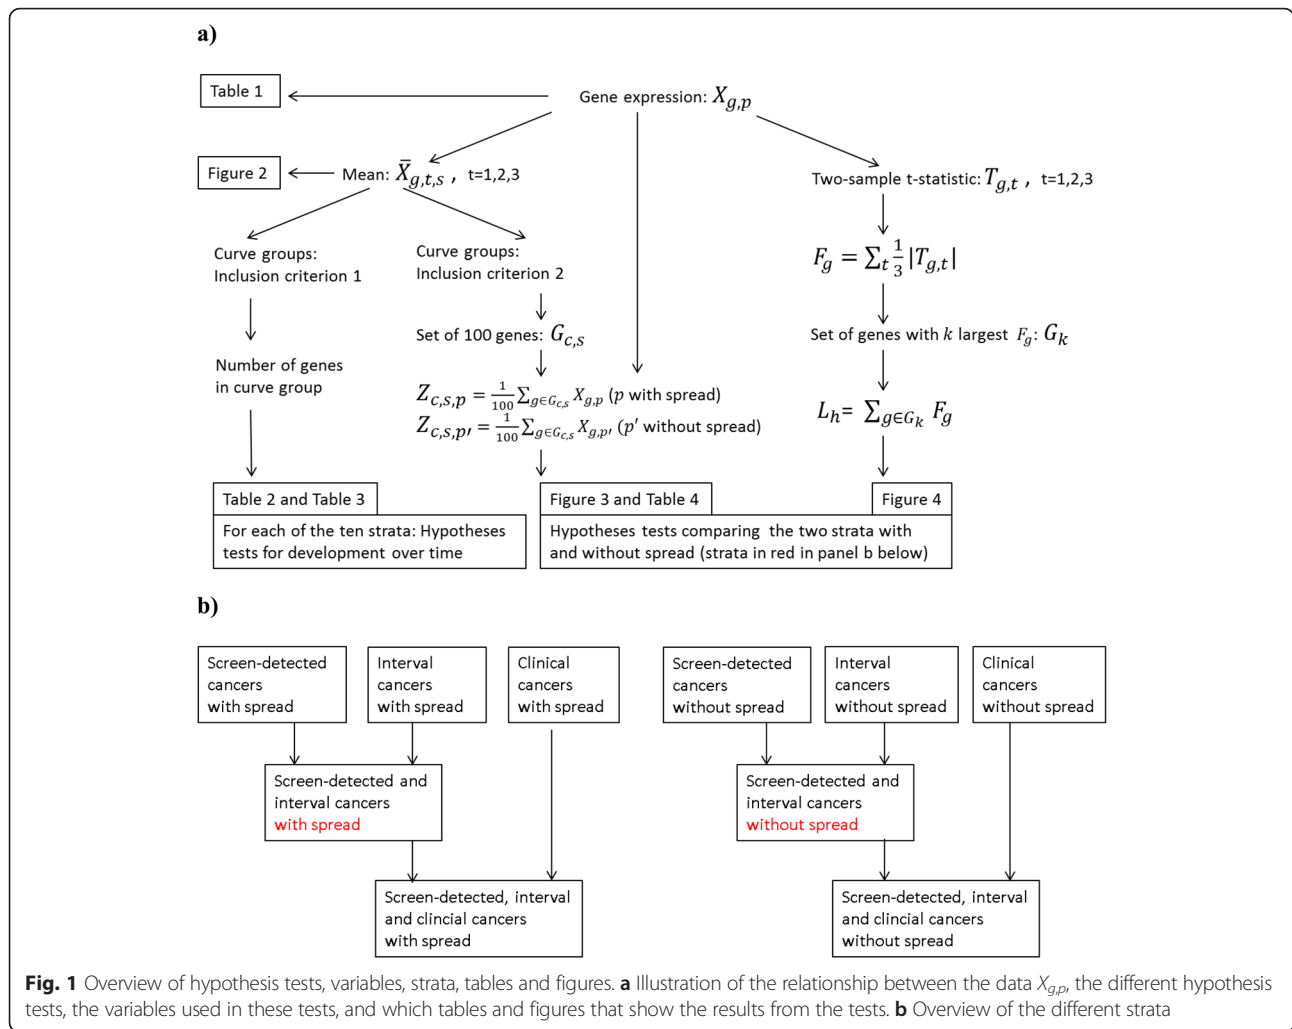 a)
Table 1
Gene expression: X_{g,p}
Figure 2
Mean: X̄_{g,t,s} , t=1,2,3
Two-sample t-statistic: T_{g,t} , t=1,2,3
Curve groups:
Inclusion criterion 1
Curve groups:
Inclusion criterion 2
F_g = ∑_t 1/3 |T_{g,t}|
Set of 100 genes: G_{c,s}
Set of genes with k largest F_g: G_k
Number of genes
in curve group
Z_{c,s,p} = 1/100 ∑_{g∈G_{c,s}} X_{g,p} (p with spread)
Z_{c,s,p′} = 1/100 ∑_{g∈G_{c,s}} X_{g,p′} (p′ without spread)
L_h= ∑_{g∈G_k} F_g
Table 2 and Table 3
For each of the ten strata: Hypotheses
tests for development over time
Figure 3 and Table 4
Figure 4
Hypotheses tests comparing the two strata with
and without spread (strata in red in panel b below)
b)
Screen-detected
cancers
with spread
Interval
cancers
with spread
Clinical
cancers
with spread
Screen-detected
cancers
without spread
Interval
cancers
without spread
Clinical
cancers
without spread
Screen-detected and
interval cancers
with spread
Screen-detected and
interval cancers
without spread
Screen-detected, interval
and clincial cancers
with spread
Screen-detected, interval
and clincial cancers
without spread
Fig. 1 Overview of hypothesis tests, variables, strata, tables and figures. a Illustration of the relationship between the data X_{g,p}, the different hypothesis
tests, the variables used in these tests, and which tables and figures that show the results from the tests. b Overview of the different strata